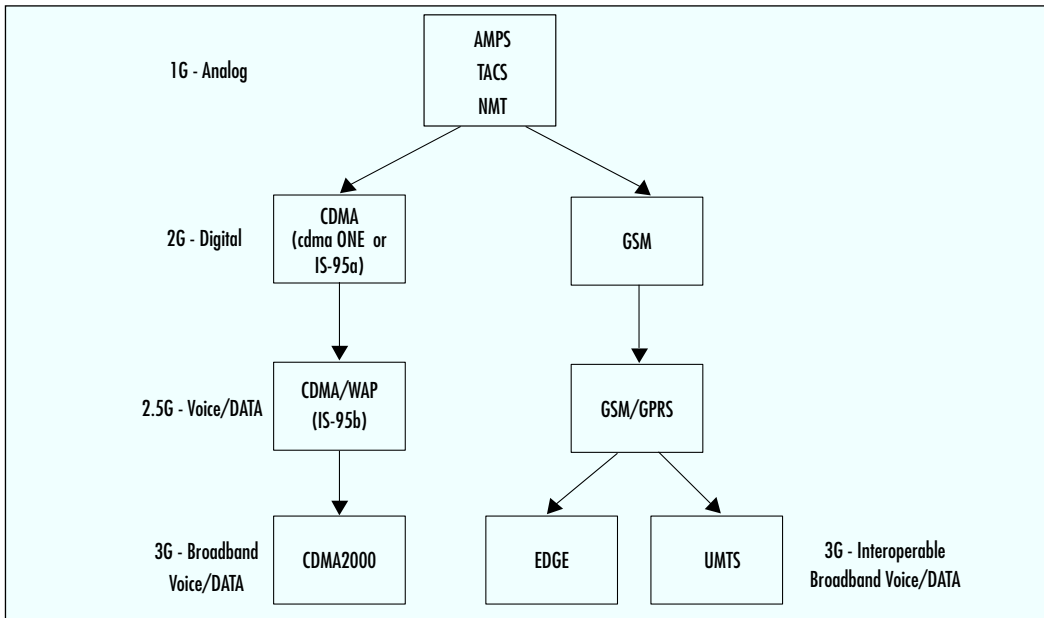 1G - Analog
AMPS
TACS
NMT
2G - Digital
CDMA
(cdma ONE or
IS-95a)
GSM
2.5G - Voice/DATA
CDMA/WAP
(IS-95b)
GSM/GPRS
3G - Broadband
Voice/DATA
CDMA2000
EDGE
UMTS
3G - Interoperable
Broadband Voice/DATA